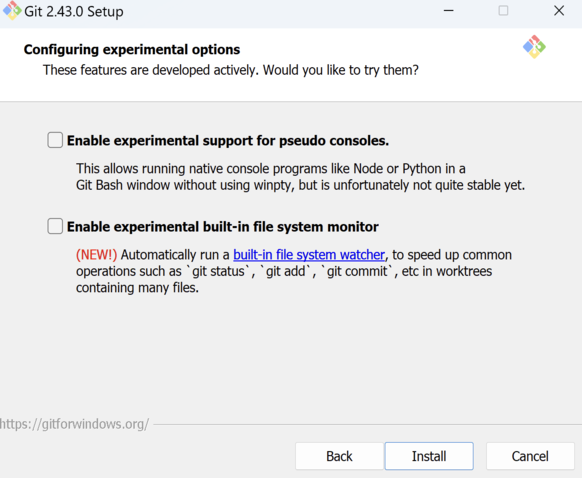 Git 2.43.0 Setup
Configuring experimental options
These features are developed actively. Would you like to try them?
Enable experimental support for pseudo consoles.
This allows running native console programs like Node or Python in a
Git Bash window without using winpty, but is unfortunately not quite stable yet.
Enable experimental built-in file system monitor
(NEW!) Automatically run a built-in file system watcher, to speed up common
operations such as `git status`, `git add`, `git commit`, etc in worktrees
containing many files.
https://gitforwindows.org/
Back Install Cancel